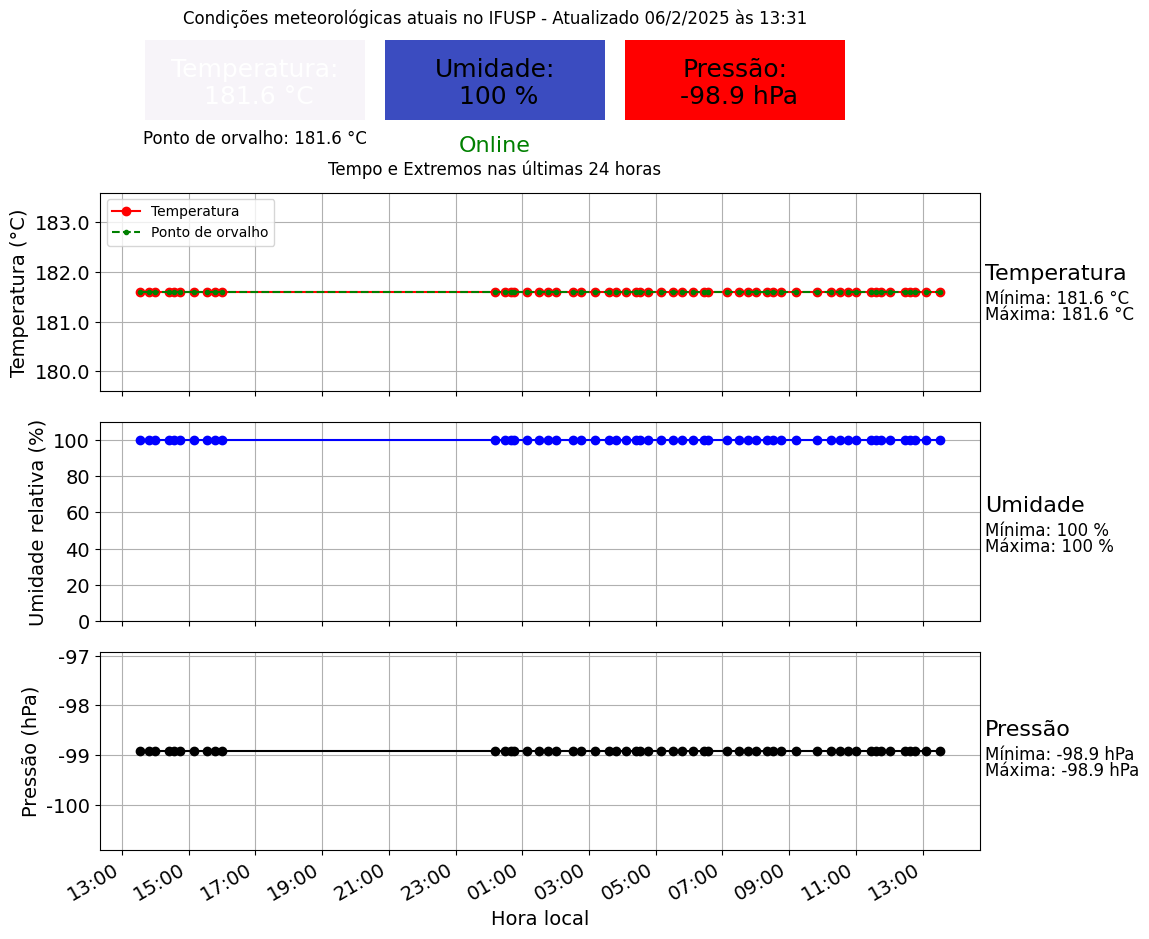 Condições meteorológicas atuais no IFUSP - Atualizado 06/2/2025 às 13:31
Temperatura:
181.6 °C
Umidade:
100 %
Pressão:
-98.9 hPa
Ponto de orvalho: 181.6 °C
Online
Tempo e Extremos nas últimas 24 horas
Temperatura (°C)
183.0
182.0
181.0
180.0
Temperatura
Ponto de orvalho
Temperatura
Mínima: 181.6 °C
Máxima: 181.6 °C
Umidade relativa (%)
100
80
60
40
20
0
Umidade
Mínima: 100 %
Máxima: 100 %
Pressão (hPa)
-97
-98
-99
-100
Pressão
Mínima: -98.9 hPa
Máxima: -98.9 hPa
13:00
15:00
17:00
19:00
21:00
23:00
01:00
03:00
05:00
07:00
09:00
11:00
13:00
Hora local